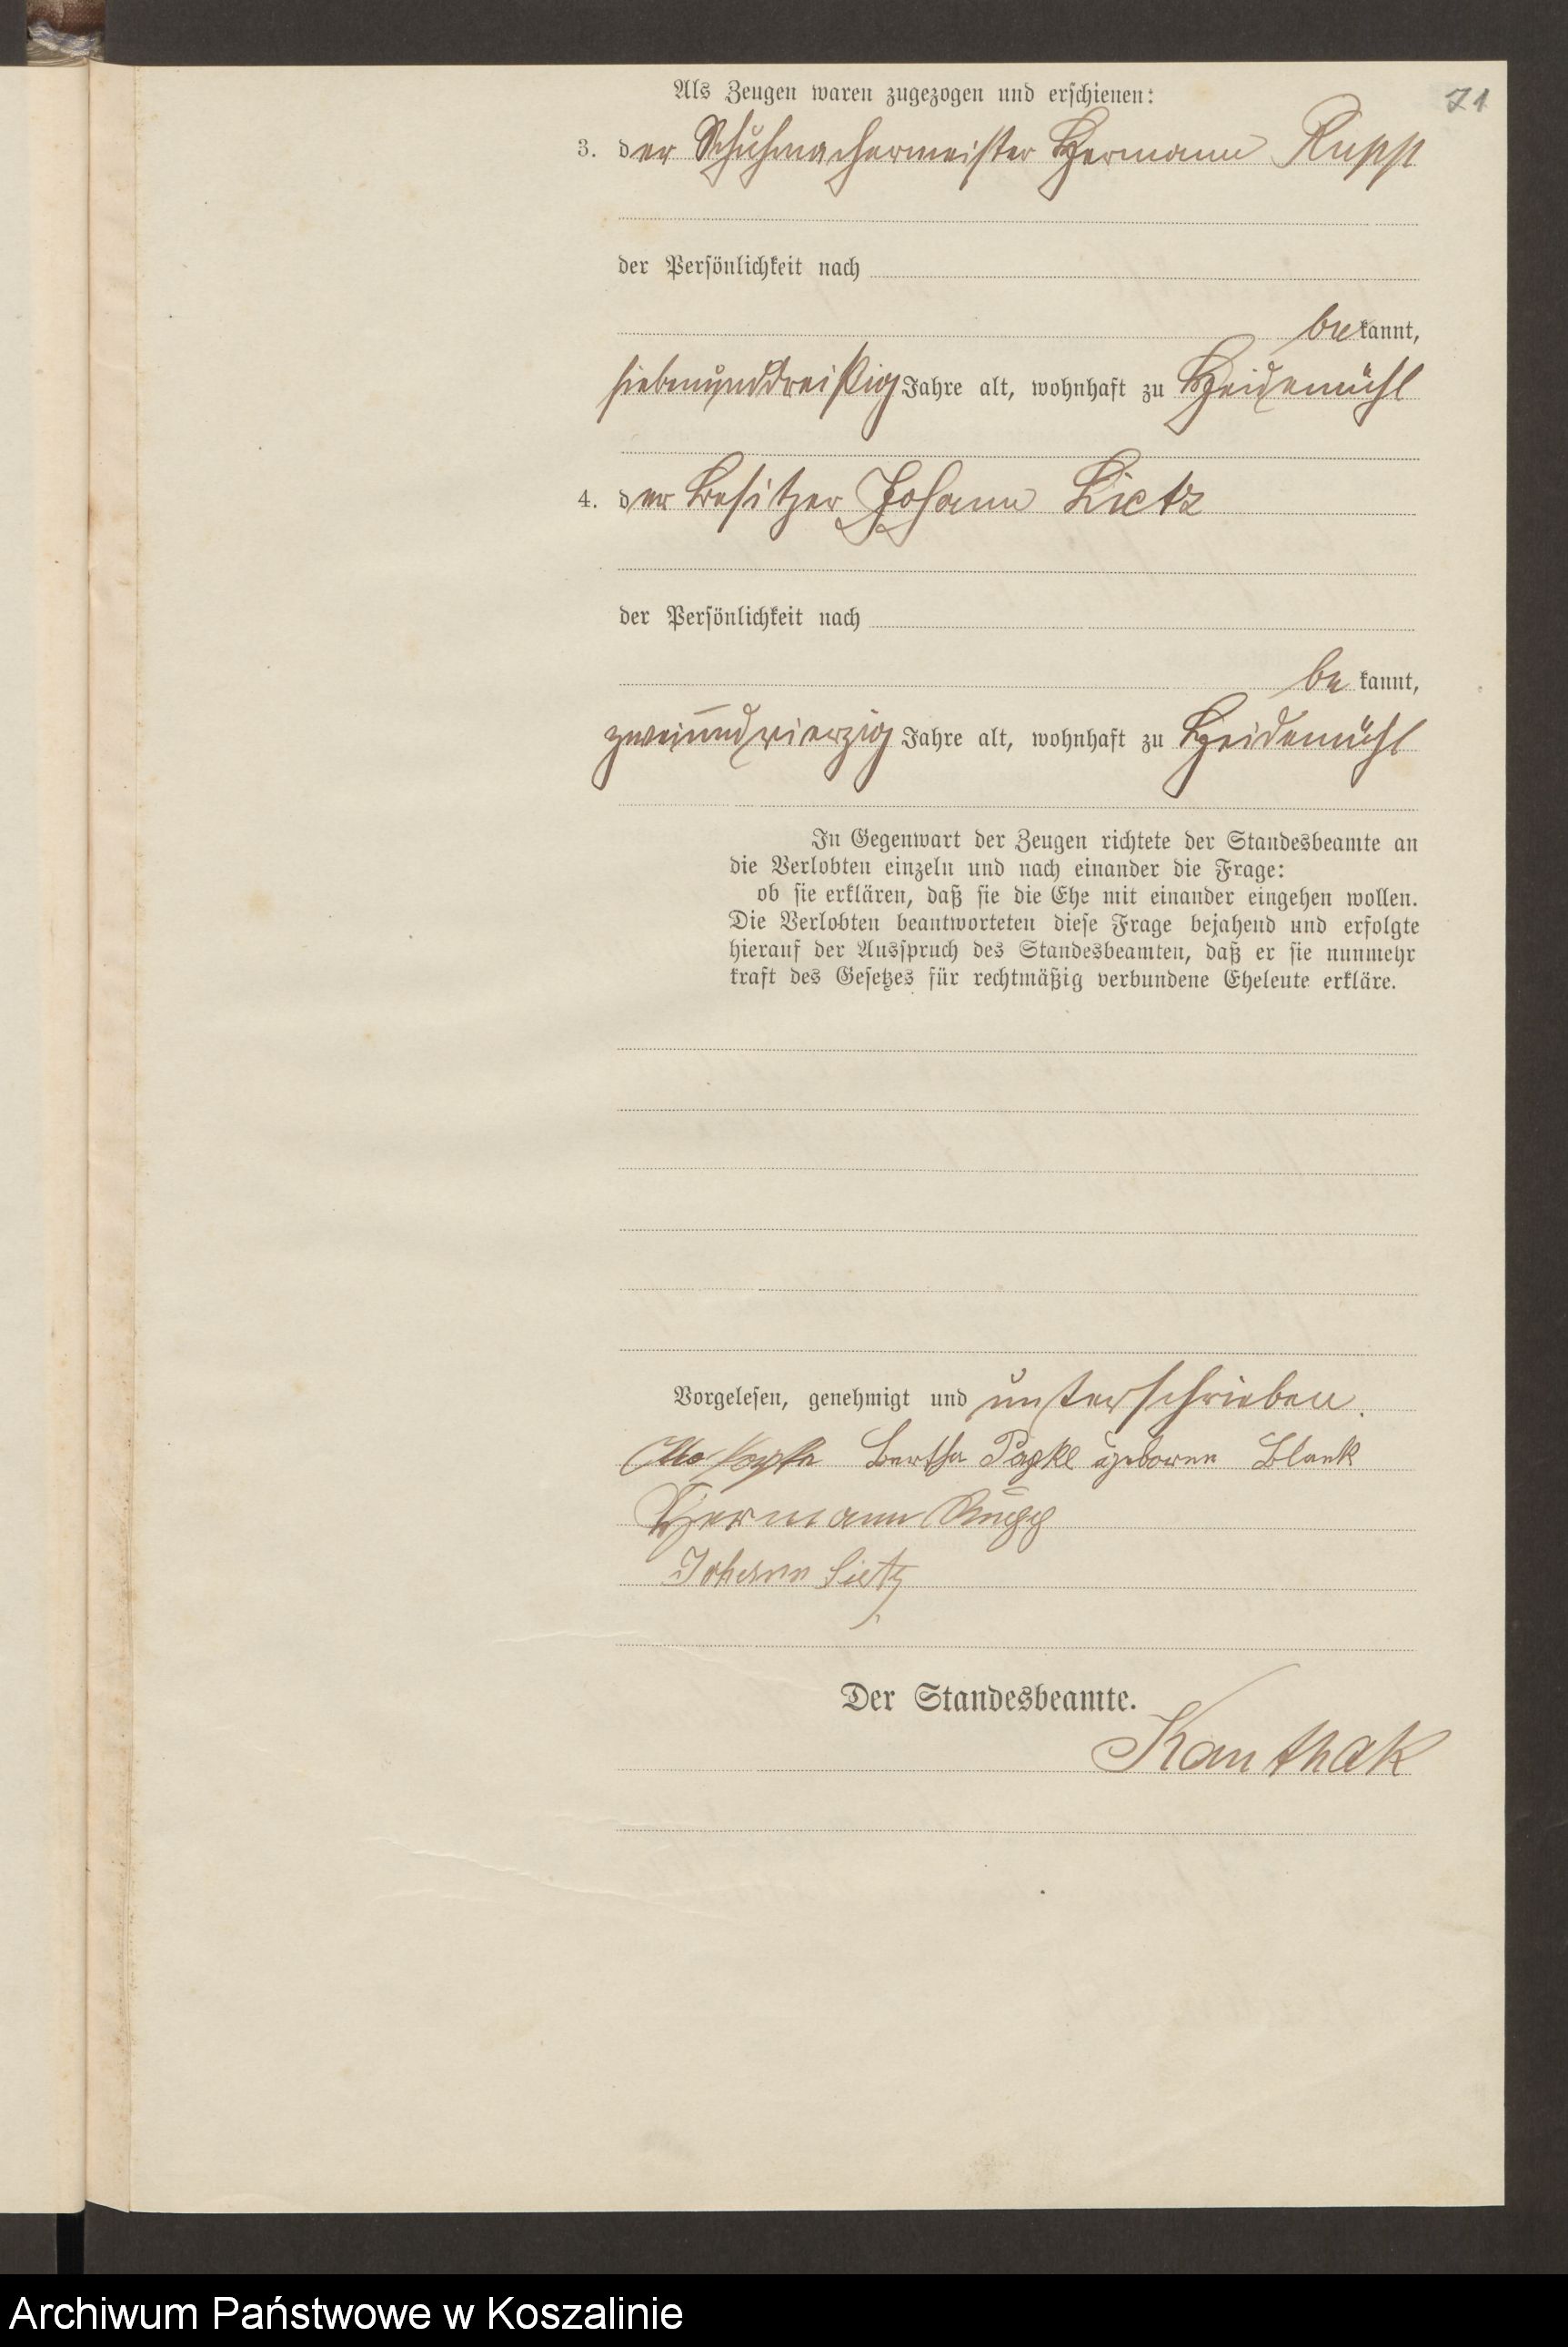 71
Als Zeugen waren zugezogen und erschienen:
3. der Schuhmachermeister Hermann Rupp
der Persönlichkeit nach
bekannt,
siebenunddreißig Jahre alt, wohnhaft zu Heidemühl
4. der Besitzer Johann Lietz
der Persönlichkeit nach
bekannt,
zweiundvierzig Jahre alt, wohnhaft zu Heidemühl
In Gegenwart der Zeugen richtete der Standesbeamte an
die Verlobten einzeln und nach einander die Frage:
ob sie erklären, daß sie die Ehe mit einander eingehen wollen.
Die Verlobten beantworteten diese Frage bejahend und erfolgte
hierauf der Ausspruch des Standesbeamten, daß er sie nunmehr
kraft des Gesetzes für rechtmäßig verbundene Eheleute erkläre.
Vorgelesen, genehmigt und unterschrieben.
Otto Bertha Papke geborene Blank
Hermann Rupp
Johann Lietz
Der Standesbeamte.
Kanthak
Archiwum Państwowe w Koszalinie